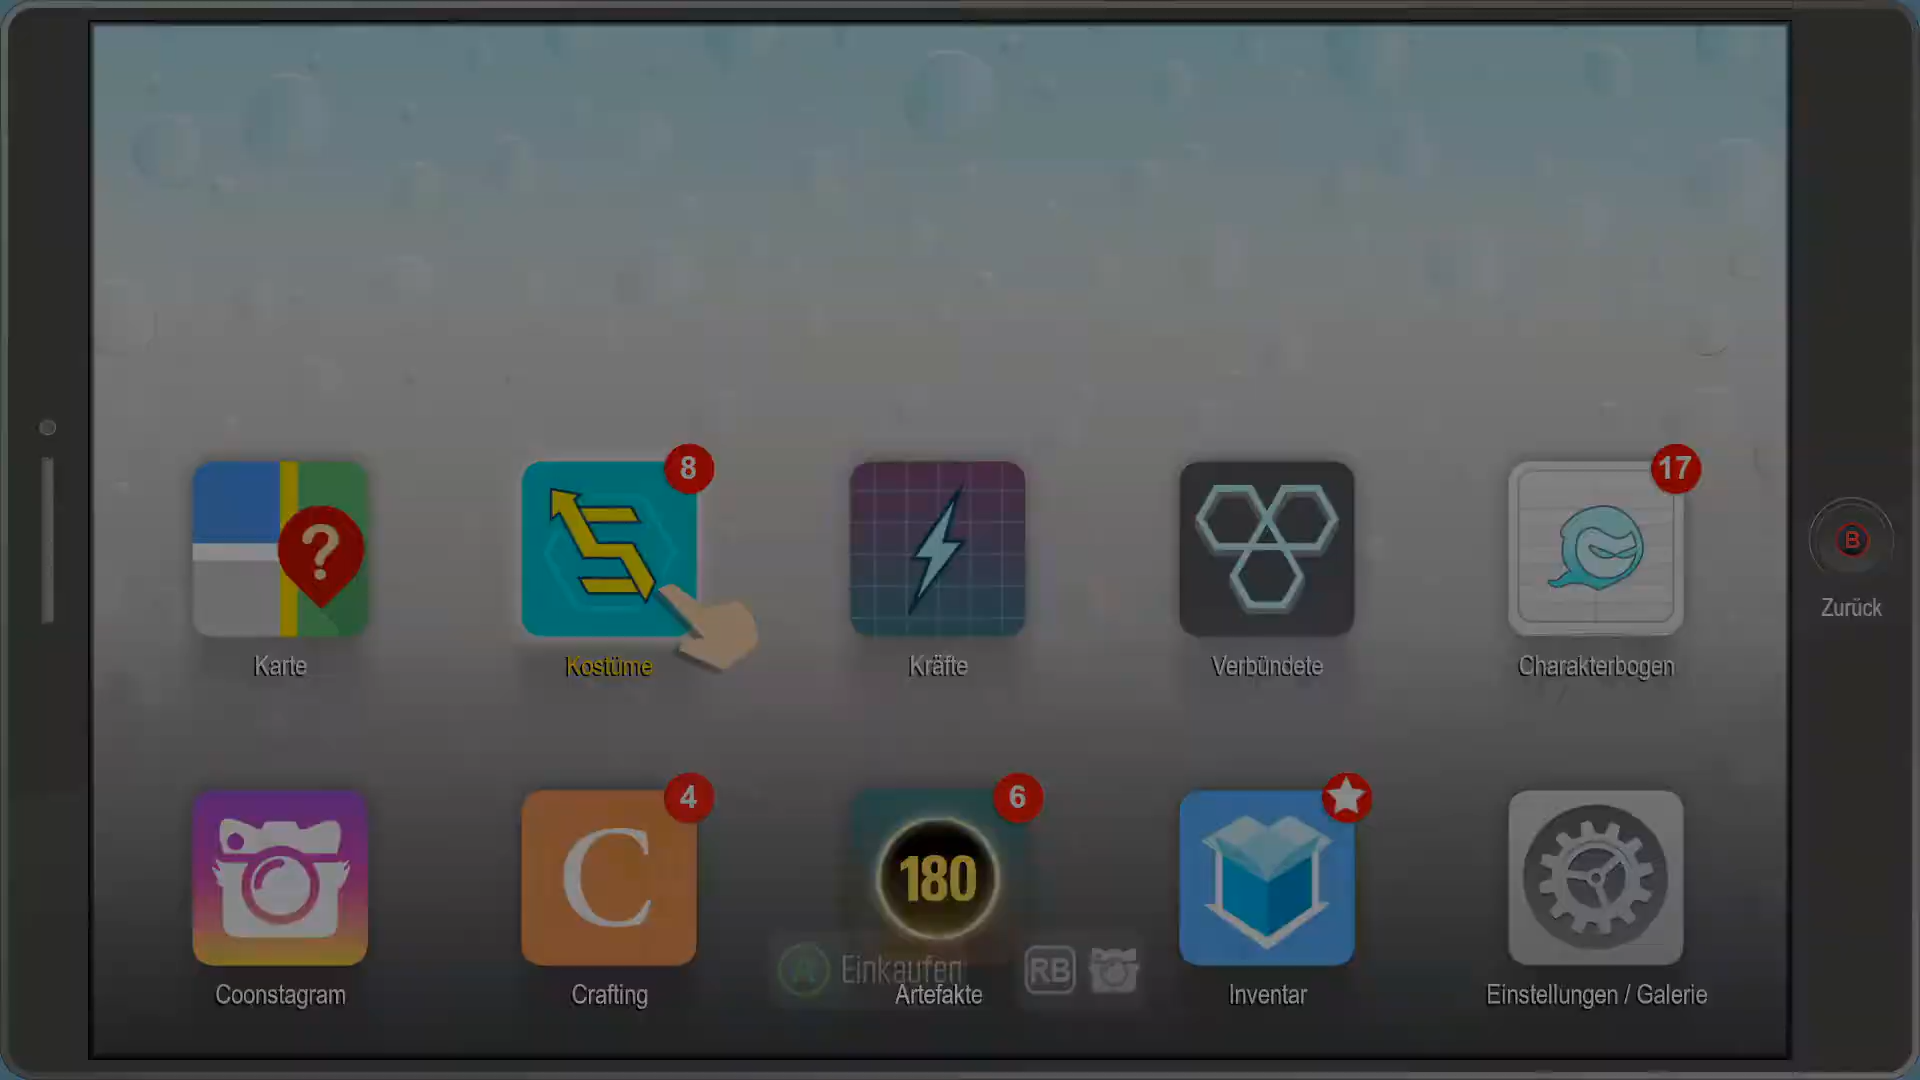 8
17
?
B
Zurück
Karte
Kostüme
Kräfte
Verbündete
Charakterbogen
4
6
C
180
A Einkaufen
RB
Coonstagram
Crafting
Artefakte
Inventar
Einstellungen / Galerie